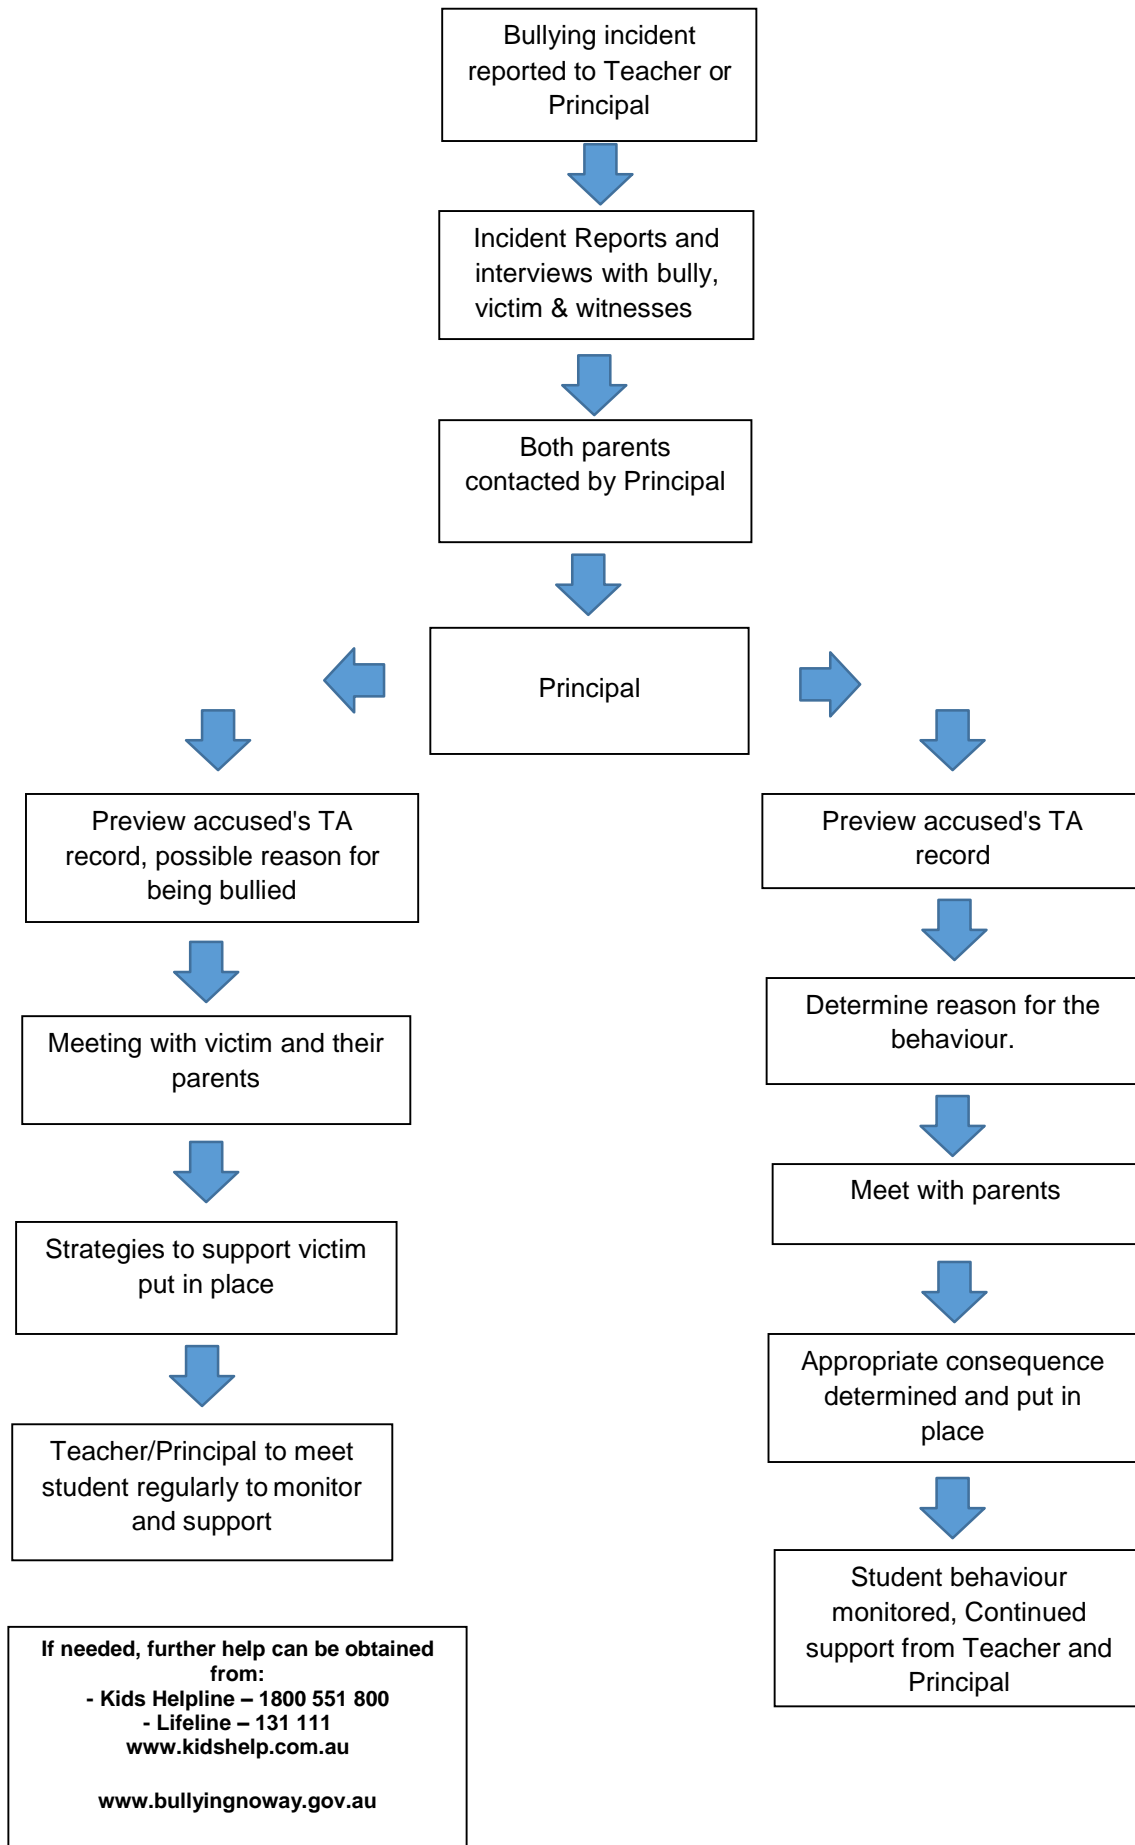 Bullying incident
reported to Teacher or
Principal
Incident Reports and
interviews with bully,
victim & witnesses
Both parents
contacted by Principal
Principal
Preview accused's TA
record, possible reason for
being bullied
Meeting with victim and their
parents
Strategies to support victim
put in place
Teacher/Principal to meet
student regularly to monitor
and support
If needed, further help can be obtained
from:
- Kids Helpline – 1800 551 800
- Lifeline – 131 111
www.kidshelp.com.au
www.bullyingnoway.gov.au
Preview accused's TA
record
Determine reason for the
behaviour.
Meet with parents
Appropriate consequence
determined and put in
place
Student behaviour
monitored, Continued
support from Teacher and
Principal